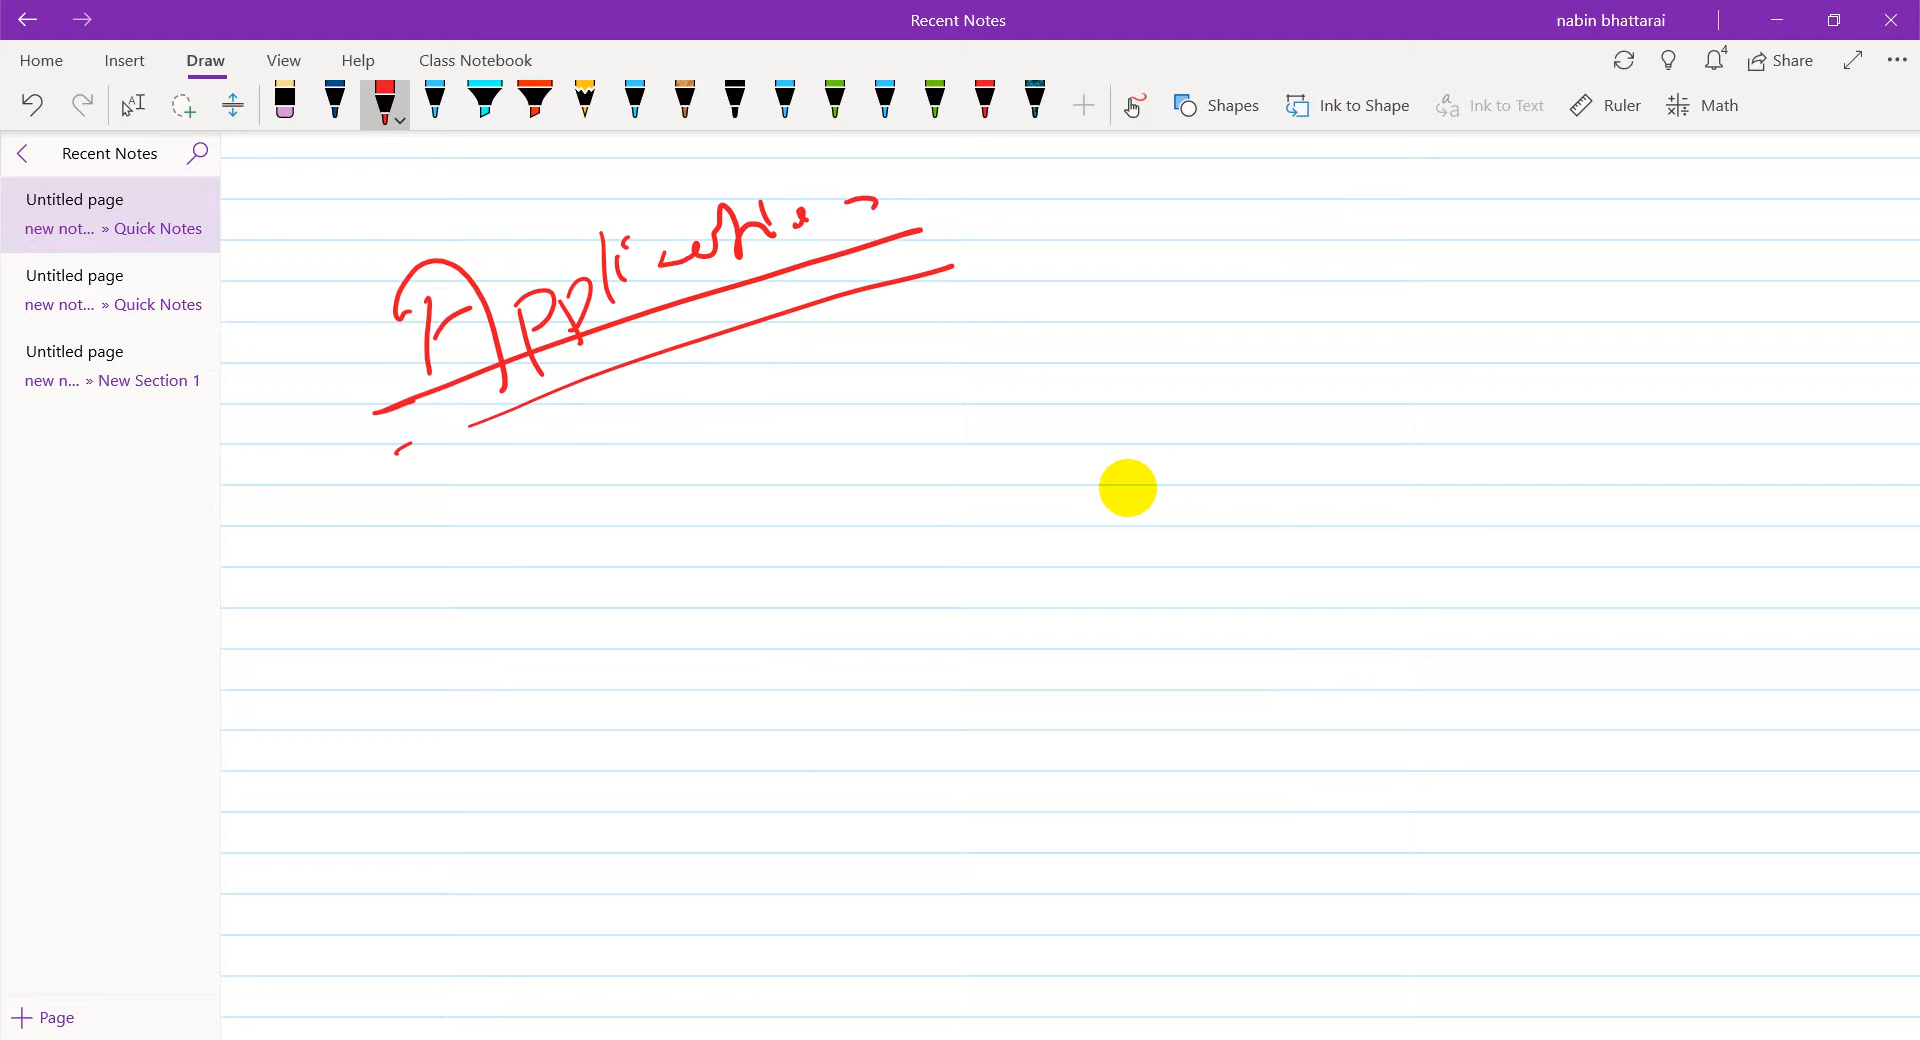 Recent Notes
nabin bhattarai
Home Insert Draw View Help Class Notebook
4
Share
AI
Shapes
Ink to Shape
Ink to Text
Ruler
Math
Recent Notes
Untitled page
new not... » Quick Notes
Untitled page
new not... » Quick Notes
Untitled page
new n... » New Section 1
Page